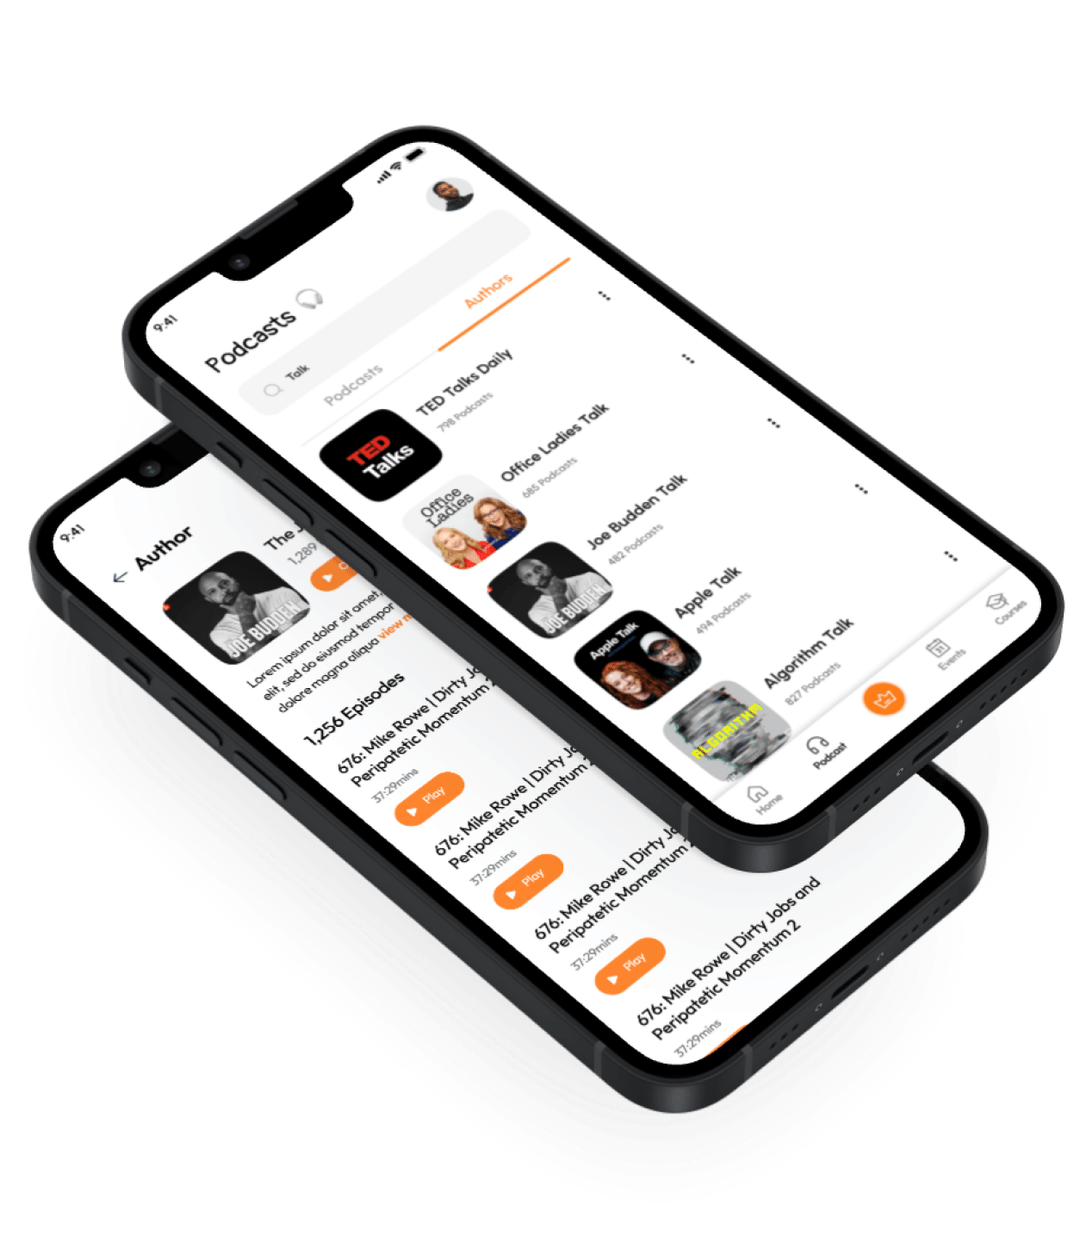 9:41
Podcasts
Talk
Podcasts
Authors
TED
Talks
TED Talks Daily
798 Podcasts
Office
Ladies
Office Ladies Talk
685 Podcasts
JOE BUDDEN
Joe Budden Talk
482 Podcasts
Apple Talk
Apple Talk
494 Podcasts
ALGORITHM
Algorithm Talk
827 Podcasts
Home
Podcast
31
Events
Courses
9:41
Author
JOE BUDDEN
The J
1,289
Lorem ipsum dolor sit amet,
elit, sed do eiusmod tempor
dolore magna aliqua view
1,256 Episodes
676: Mike Rowe | Dirty Jo
Peripatetic Momentum
37:29mins
Play
676: Mike Rowe | Dirty Jo
Peripatetic Momentum 2
37:29mins
Play
676: Mike Rowe | Dirty Jo
Peripatetic Momentum 2
37:29mins
Play
676: Mike Rowe | Dirty Jobs and
Peripatetic Momentum 2
37:29mins